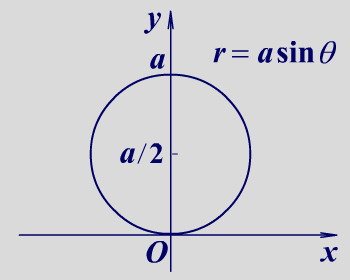 y
a
r = a sin θ
a/2
O
x